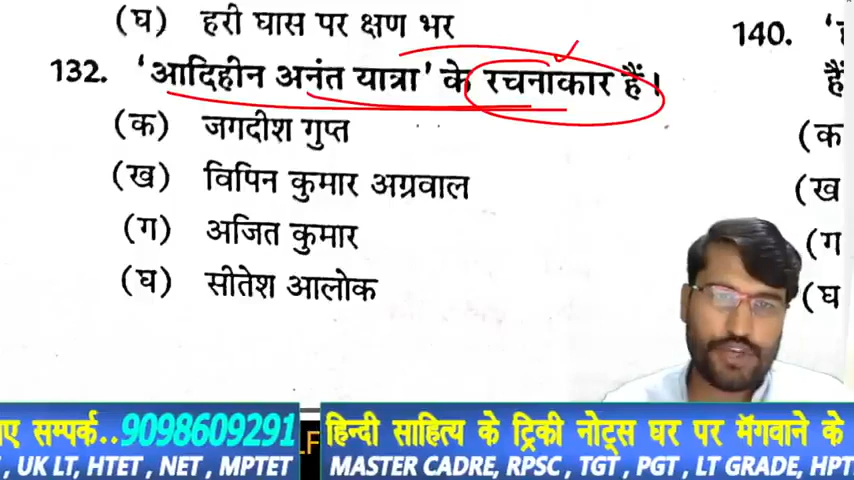 (घ) हरी घास पर क्षण भर
132. 'आदिहीन अनंत यात्रा' के रचनाकार हैं।
(क) जगदीश गुप्त
(ख) विपिन कुमार अग्रवाल
(ग) अजित कुमार
(घ) सीतेश आलोक
140.
हैं
(क
(ख
(ग
(घ
सम्पर्क..9098609291
हिन्दी साहित्य के ट्रिकी नोट्स घर पर मँगवाने के
, UK LT, HTET , NET , MPTET
MASTER CADRE, RPSC , TGT , PGT , LT GRADE, HPT